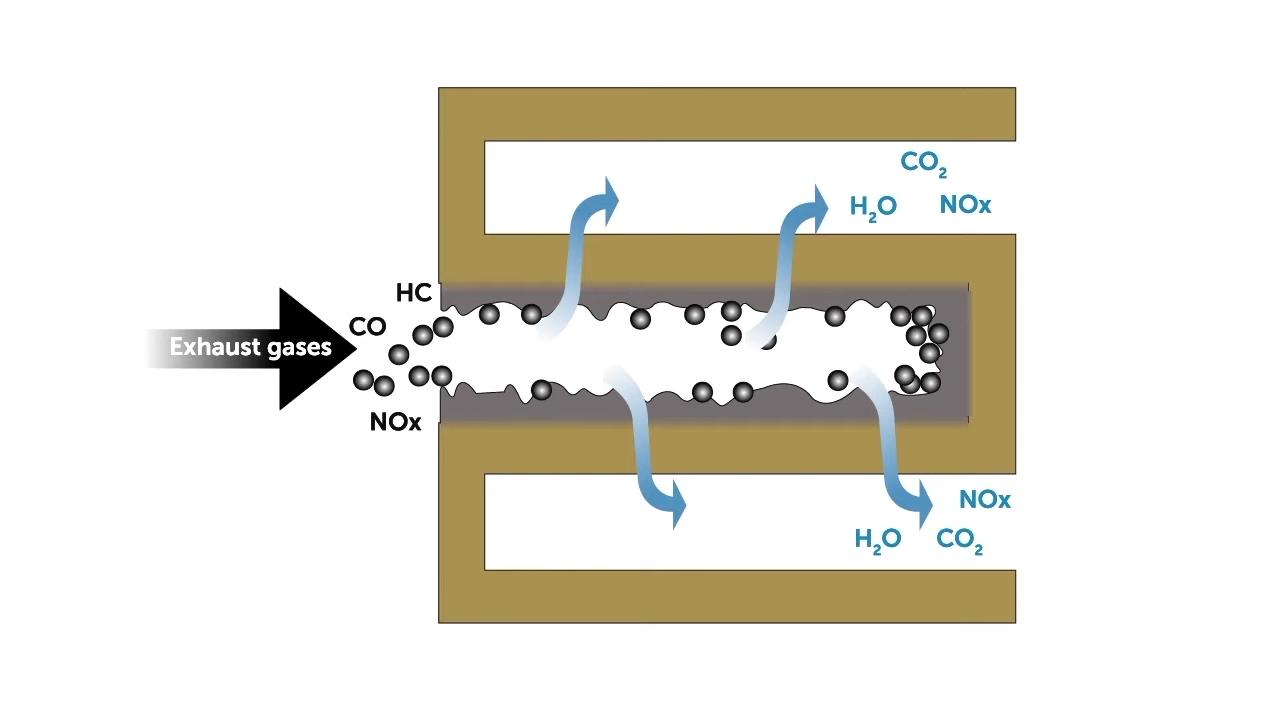 CO₂
H₂O
NOx
HC
CO
Exhaust gases
NOx
NOx
H₂O
CO₂